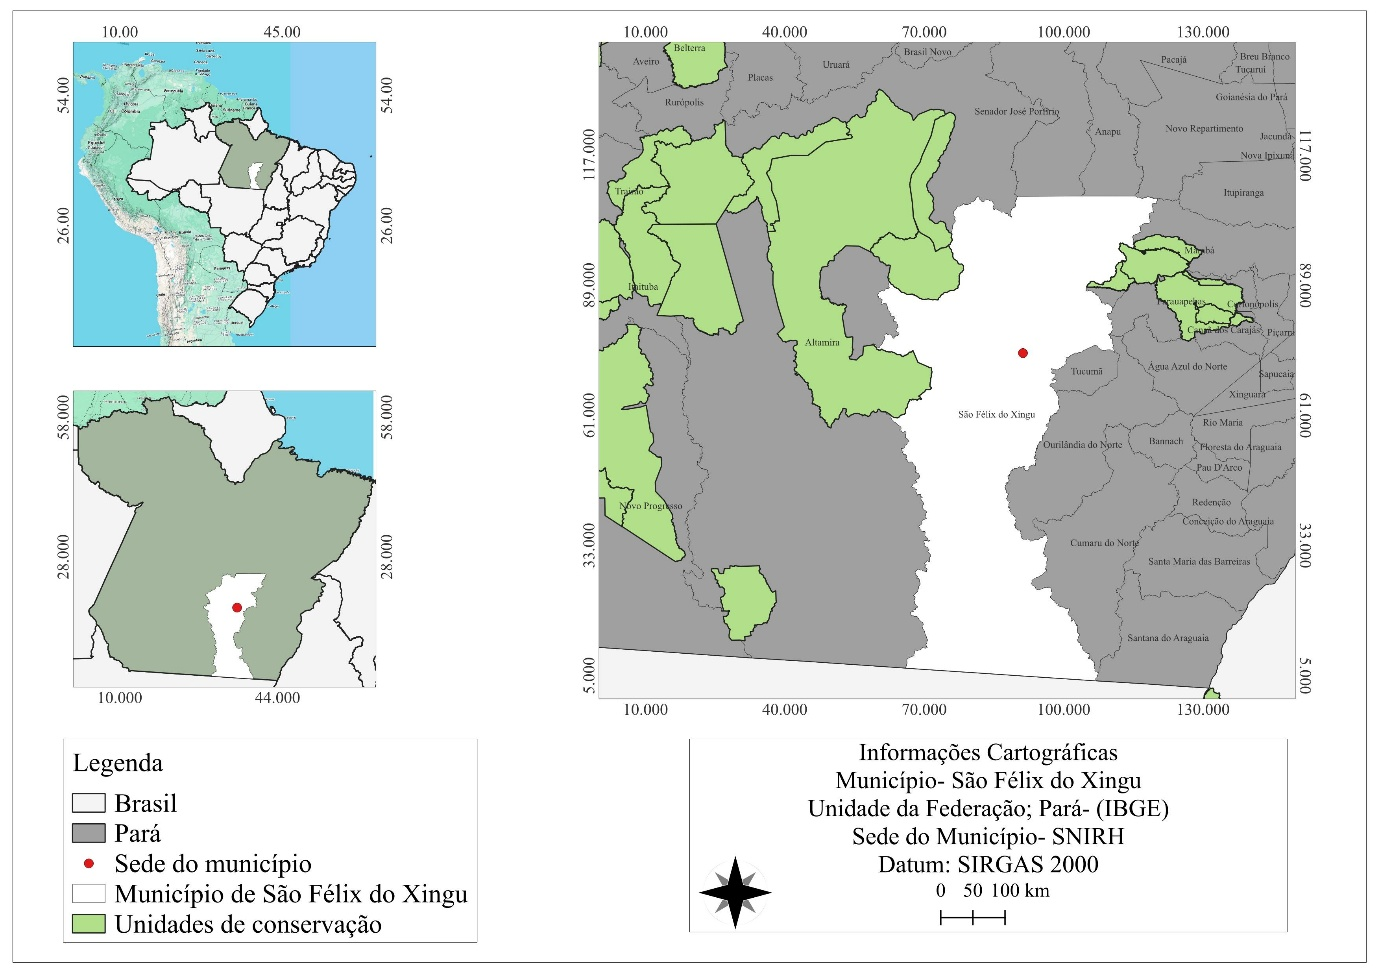 10.00 45.00
54.00 54.00
26.00 26.00
58.000 58.000
28.000 28.000
10.000 44.000
10.000 40.000 70.000 100.000 130.000
117.000 117.000
89.000 89.000
61.000 61.000
33.000 33.000
5.000 5.000
10.000 40.000 70.000 100.000 130.000
Belterra
Aveiro
Placas
Uruará
Brasil Novo
Pacajá
Breu Branco
Tucuruí
Rurópolis
Senador José Porfírio
Anapu
Goianésia do Pará
Novo Repartimento
Jacundá
Nova Ipixuna
Itupiranga
Trairão
Marabá
Itaituba
Parauapebas
Curionópolis
Canaã dos Carajás
Altamira
Tucumã
Água Azul do Norte
Sapucaia
Xinguara
São Félix do Xingu
Rio Maria
Ourilândia do Norte
Bannach
Floresta do Araguaia
Pau D'Arco
Novo Progresso
Redenção
Conceição do Araguaia
Cumaru do Norte
Santa Maria das Barreiras
Santana do Araguaia
Legenda
Brasil
Pará
Sede do município
Município de São Félix do Xingu
Unidades de conservação
Informações Cartográficas
Município- São Félix do Xingu
Unidade da Federação; Pará- (IBGE)
Sede do Município- SNIRH
Datum: SIRGAS 2000
0 50 100 km